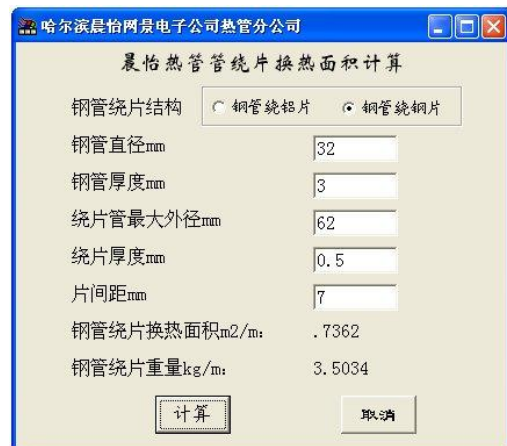 哈尔滨晨怡网景电子公司热管分公司
晨怡热管管绕片换热面积计算
钢管绕片结构 钢管绕铝片 钢管绕钢片
钢管直径mm 32
钢管厚度mm 3
绕片管最大外径mm 62
绕片厚度mm 0.5
片间距mm 7
钢管绕片换热面积m2/m: .7362
钢管绕片重量kg/m: 3.5034
计算 取消